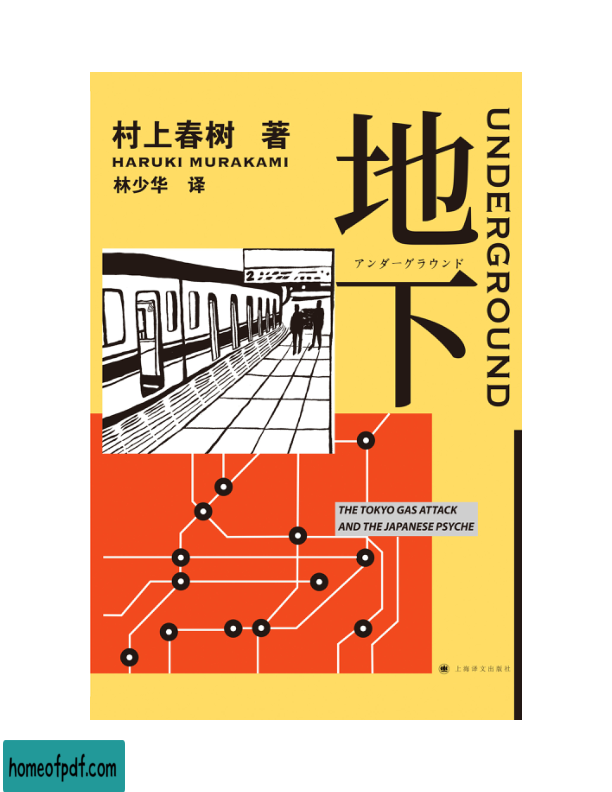 村上春树 著
HARUKI MURAKAMI
林少华 译
地下
アンダーグラウンド
UNDERGROUND
2
THE TOKYO GAS ATTACK
AND THE JAPANESE PSYCHE
上海译文出版社
homeofpdf.com